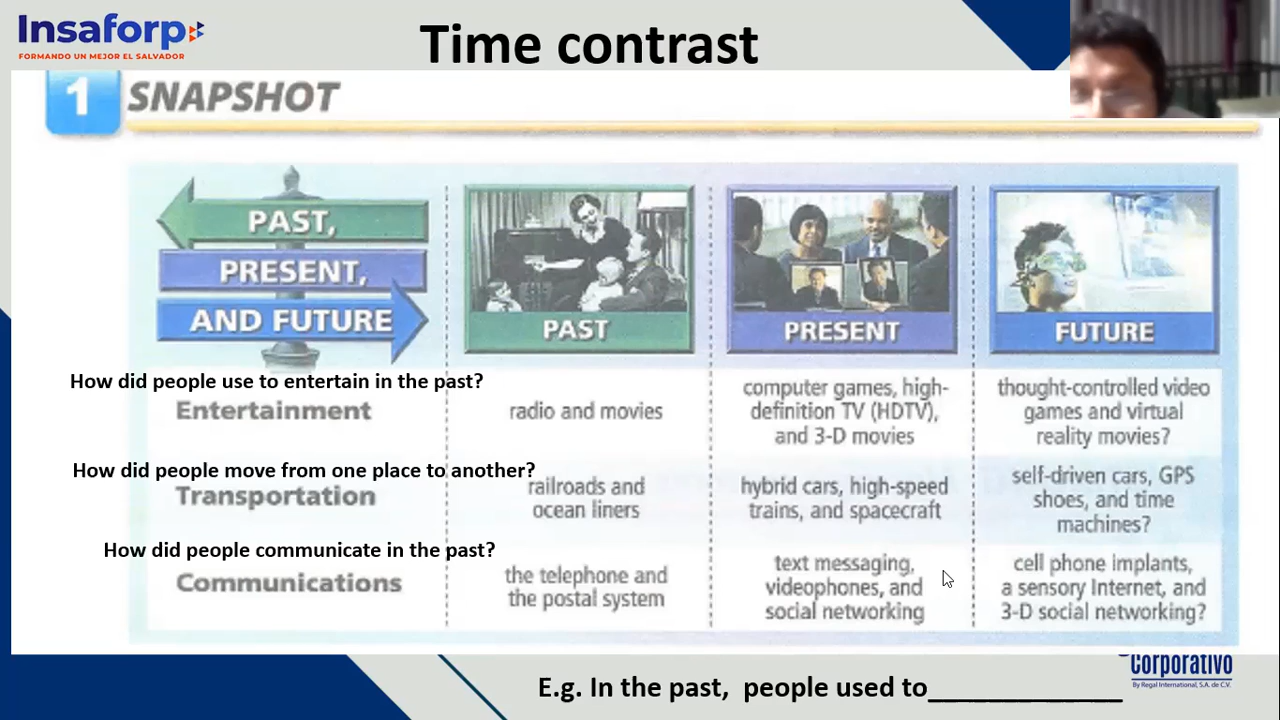 Insaforp
FORMANDO UN MEJOR EL SALVADOR
Time contrast
1 SNAPSHOT
PAST,
PRESENT,
AND FUTURE
PAST
PRESENT
FUTURE
How did people use to entertain in the past?
Entertainment
radio and movies
computer games, high-
definition TV (HDTV),
and 3-D movies
thought-controlled video
games and virtual
reality movies?
How did people move from one place to another?
Transportation
railroads and
ocean liners
hybrid cars, high-speed
trains, and spacecraft
self-driven cars, GPS
shoes, and time
machines?
How did people communicate in the past?
Communications
the telephone and
the postal system
text messaging,
videophones, and
social networking
cell phone implants,
a sensory Internet, and
3-D social networking?
Corporativo
By Regal International, S.A. de C.V.
E.g. In the past, people used to______________